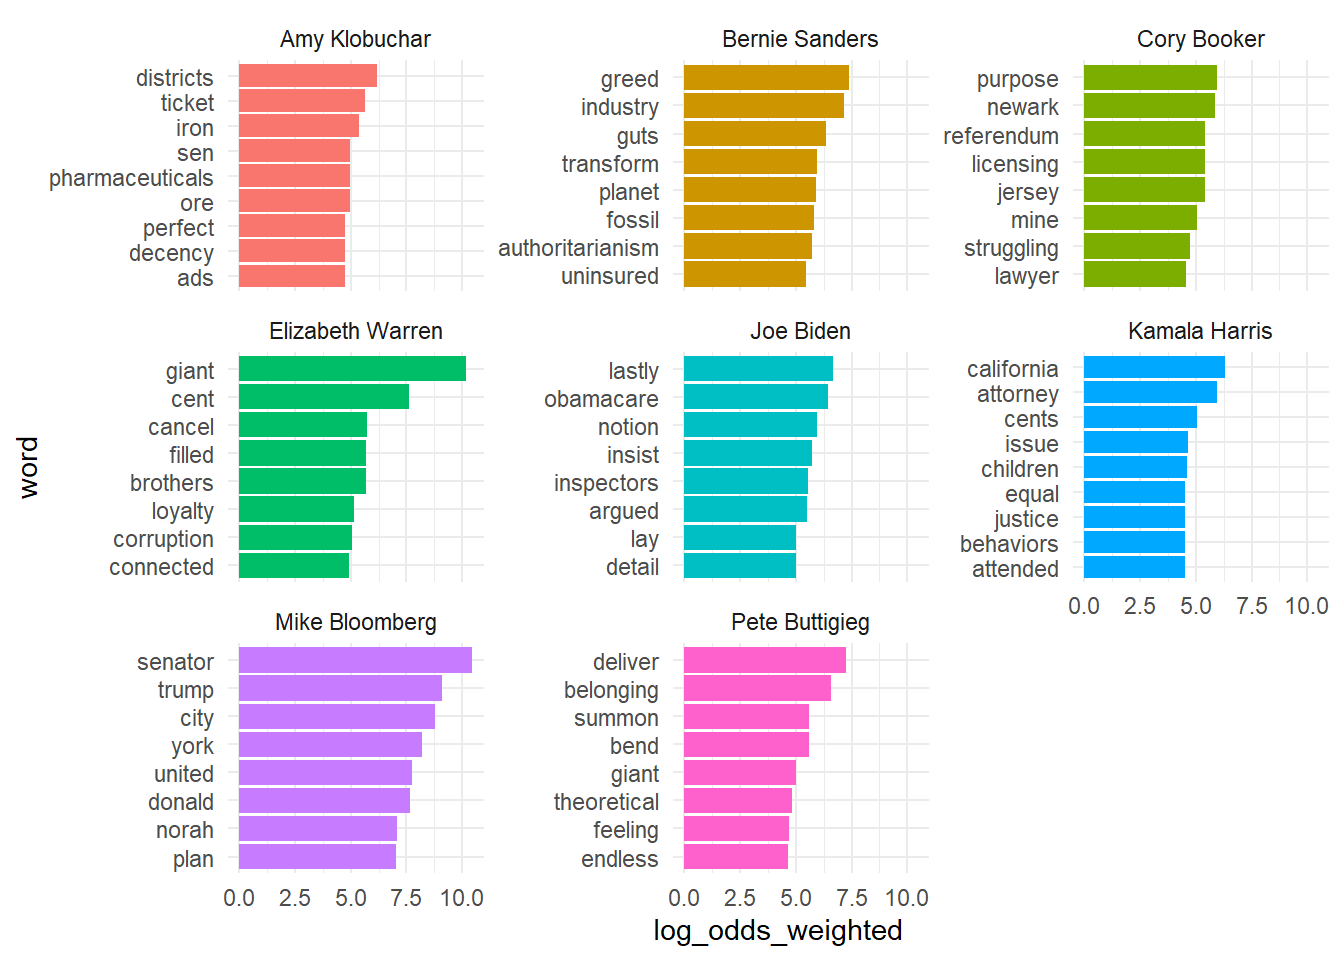 Amy Klobuchar
districts
ticket
iron
sen
pharmaceuticals
ore
perfect
decency
ads
Bernie Sanders
greed
industry
guts
transform
planet
fossil
authoritarianism
uninsured
Cory Booker
purpose
newark
referendum
licensing
jersey
mine
struggling
lawyer
Elizabeth Warren
giant
cent
cancel
filled
brothers
loyalty
corruption
connected
Joe Biden
lastly
obamacare
notion
insist
inspectors
argued
lay
detail
Kamala Harris
california
attorney
cents
issue
children
equal
justice
behaviors
attended
0.0 2.5 5.0 7.5 10.0
Mike Bloomberg
senator
trump
city
york
united
donald
norah
plan
0.0 2.5 5.0 7.5 10.0
Pete Buttigieg
deliver
belonging
summon
bend
giant
theoretical
feeling
endless
0.0 2.5 5.0 7.5 10.0
word
log_odds_weighted